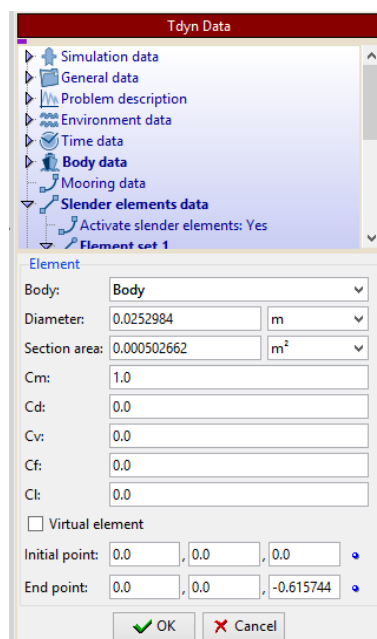 Tdyn Data
Simulation data
General data
Problem description
Environment data
Time data
Body data
Mooring data
Slender elements data
Activate slender elements: Yes
Element set 1
Element
Body: Body
Diameter: 0.0252984 m
Section area: 0.000502662 m²
Cm: 1.0
Cd: 0.0
Cv: 0.0
Cf: 0.0
Cl: 0.0
Virtual element
Initial point: 0.0 , 0.0 , 0.0
End point: 0.0 , 0.0 , -0.615744
OK Cancel